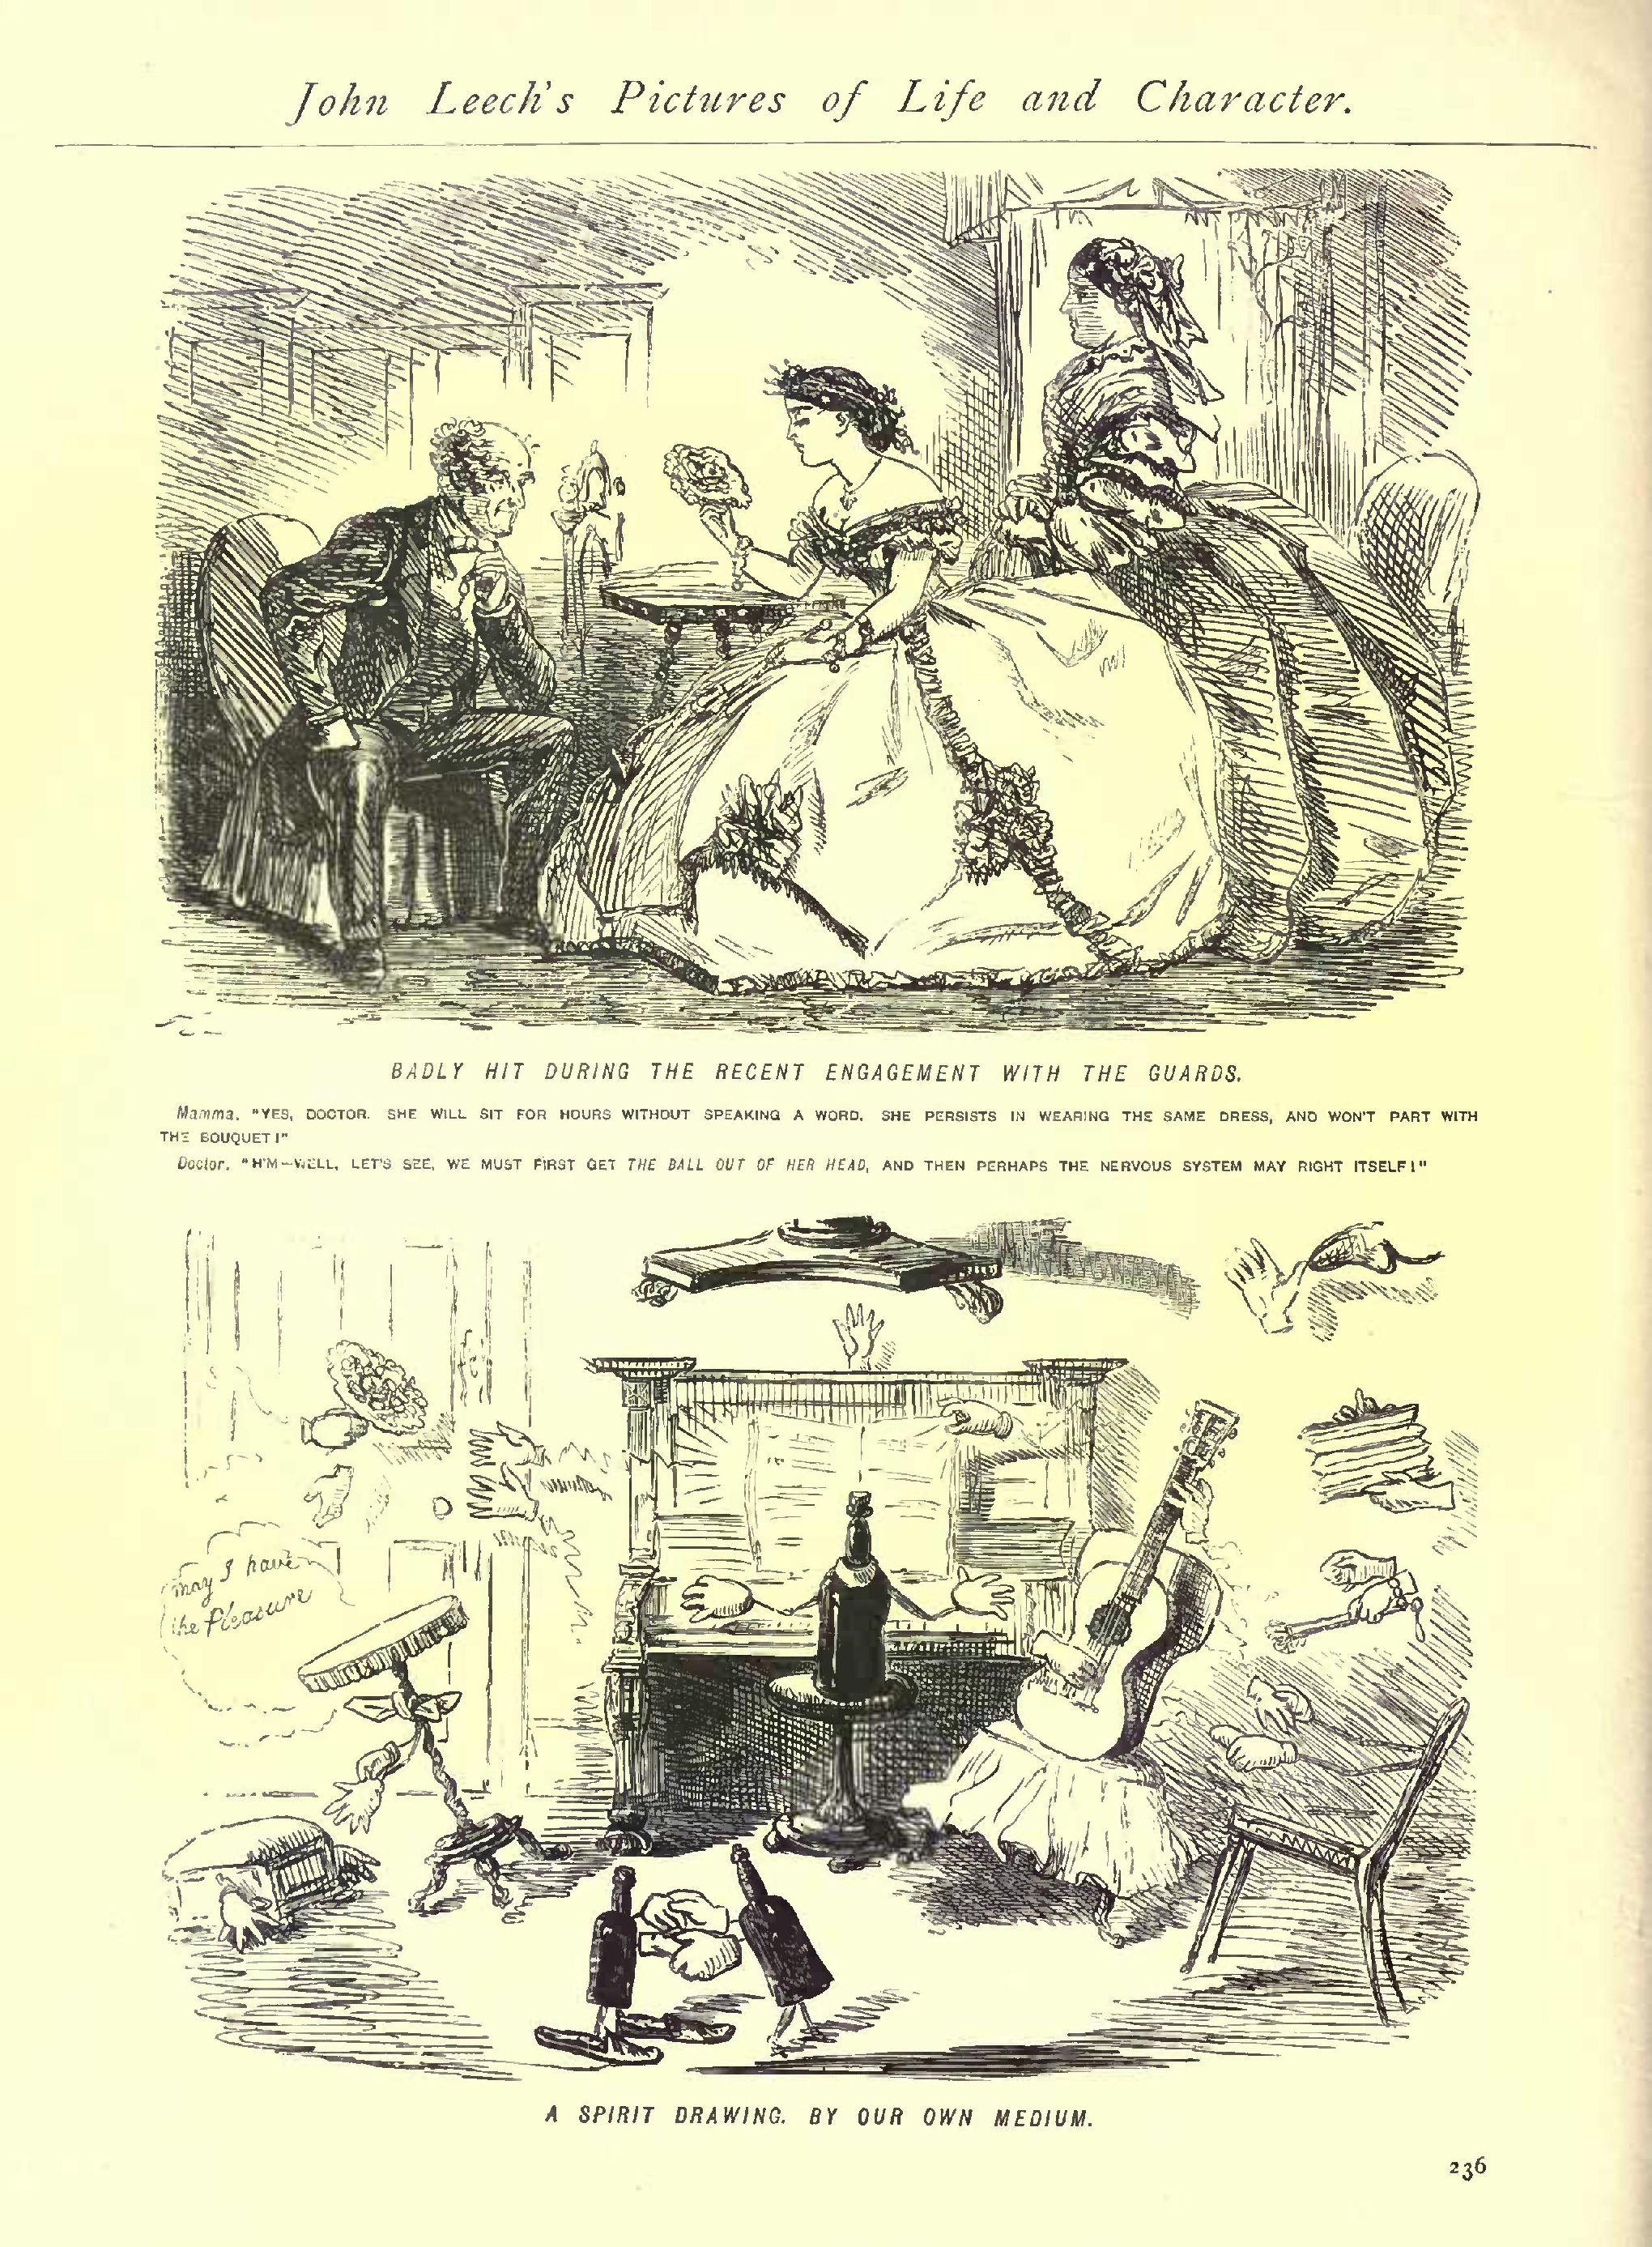 John Leech's Pictures of Life and Character.
BADLY HIT DURING THE RECENT ENGAGEMENT WITH THE GUARDS.
Mamma. "YES, DOCTOR. SHE WILL SIT FOR HOURS WITHOUT SPEAKING A WORD. SHE PERSISTS IN WEARING THE SAME DRESS, AND WON'T PART WITH
THE BOUQUET!"
Doctor. "H'M—WELL, LET'S SEE, WE MUST FIRST GET THE BALL OUT OF HER HEAD, AND THEN PERHAPS THE NERVOUS SYSTEM MAY RIGHT ITSELF!"
may I have
the Pleasure
A SPIRIT DRAWING. BY OUR OWN MEDIUM.
236